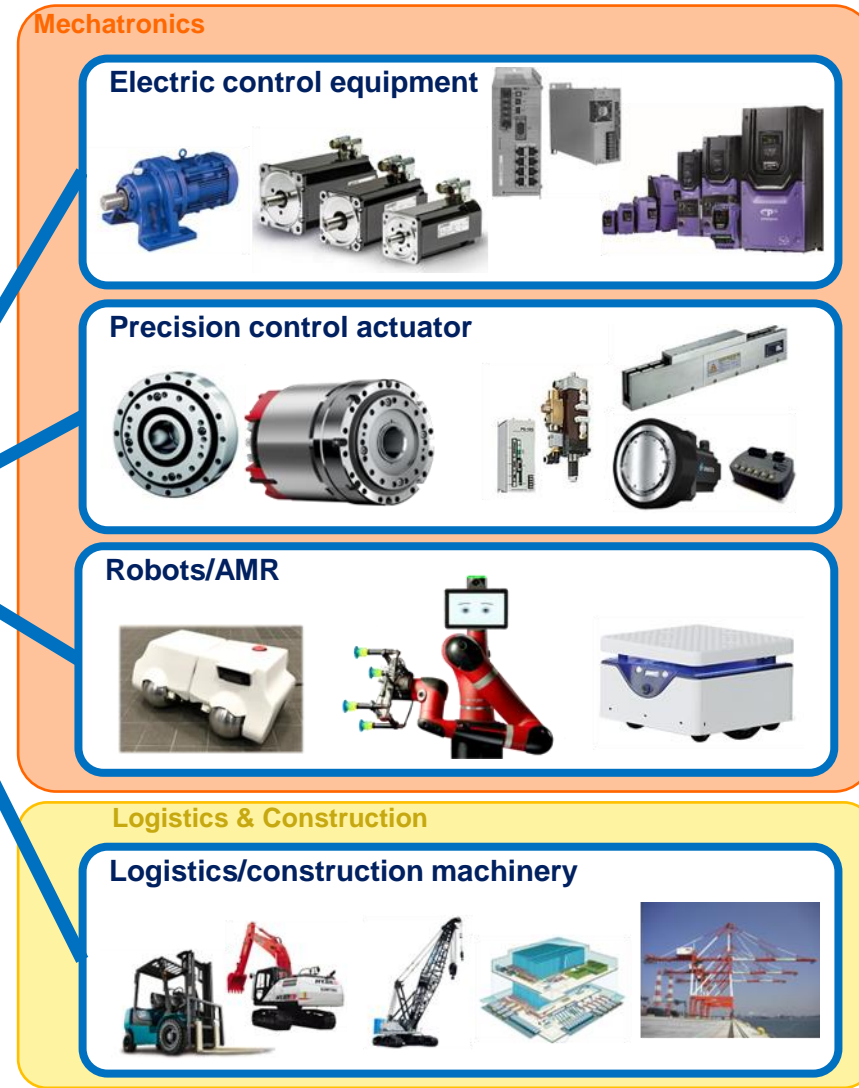 Mechatronics
Electric control equipment
Precision control actuator
Robots/AMR
Logistics & Construction
Logistics/construction machinery